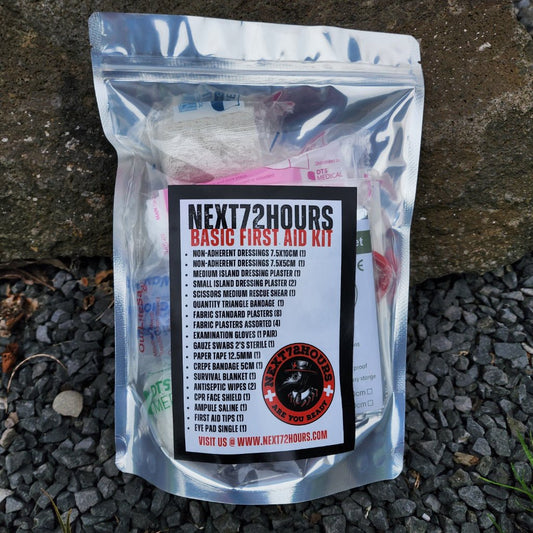 DTS
MEDICAL
NEXT72HOURS
BASIC FIRST AID KIT
• NON-ADHERENT DRESSINGS 7.5X10CM (1)
• NON-ADHERENT DRESSINGS 7.5X5CM (1)
• MEDIUM ISLAND DRESSING PLASTER (1)
• SMALL ISLAND DRESSING PLASTER (2)
• SCISSORS MEDIUM RESCUE SHEAR (1)
• QUANTITY TRIANGLE BANDAGE (1)
• FABRIC STANDARD PLASTERS (8)
• FABRIC PLASTERS ASSORTED (4)
• EXAMINATION GLOVES (1 PAIR)
• GAUZE SWABS 2'S STERILE (1)
• PAPER TAPE 12.5MM (1)
• CREPE BANDAGE 5CM (1)
• SURVIVAL BLANKET (1)
• ANTISEPTIC WIPES (2)
• CPR FACE SHIELD (1)
• AMPULE SALINE (1)
• FIRST AID TIPS (1)
• EYE PAD SINGLE (1)
NEXT72HOURS
ARE YOU READY
VISIT US @ WWW.NEXT72HOURS.COM
DTS